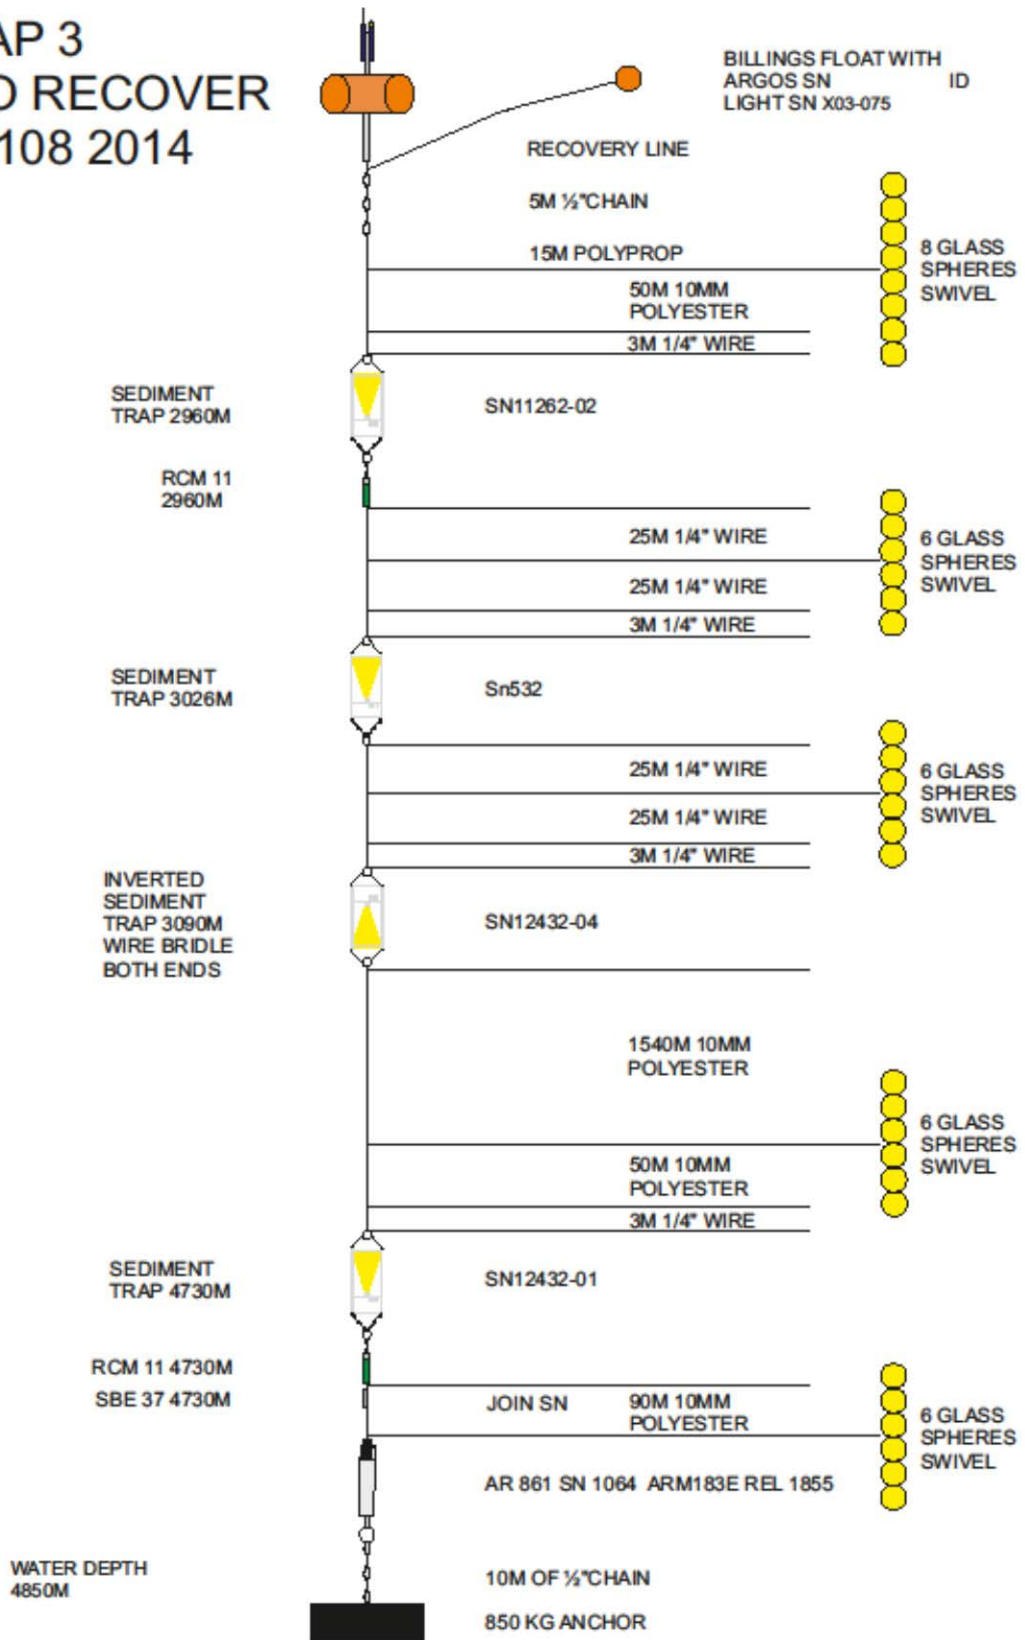 AP 3
RECOVER
108 2014
BILLINGS FLOAT WITH
ARGOS SN ID
LIGHT SN X03-075
RECOVERY LINE
5M ½"CHAIN
15M POLYPROP
8 GLASS
SPHERES
SWIVEL
50M 10MM
POLYESTER
3M 1/4" WIRE
SEDIMENT
TRAP 2960M
SN11262-02
RCM 11
2960M
25M 1/4" WIRE
6 GLASS
SPHERES
SWIVEL
25M 1/4" WIRE
3M 1/4" WIRE
SEDIMENT
TRAP 3026M
Sn532
25M 1/4" WIRE
6 GLASS
SPHERES
SWIVEL
25M 1/4" WIRE
3M 1/4" WIRE
INVERTED
SEDIMENT
TRAP 3090M
WIRE BRIDLE
BOTH ENDS
SN12432-04
1540M 10MM
POLYESTER
6 GLASS
SPHERES
SWIVEL
50M 10MM
POLYESTER
3M 1/4" WIRE
SEDIMENT
TRAP 4730M
SN12432-01
RCM 11 4730M
SBE 37 4730M
JOIN SN
90M 10MM
POLYESTER
6 GLASS
SPHERES
SWIVEL
AR 861 SN 1064 ARM183E REL 1855
WATER DEPTH
4850M
10M OF ½"CHAIN
850 KG ANCHOR